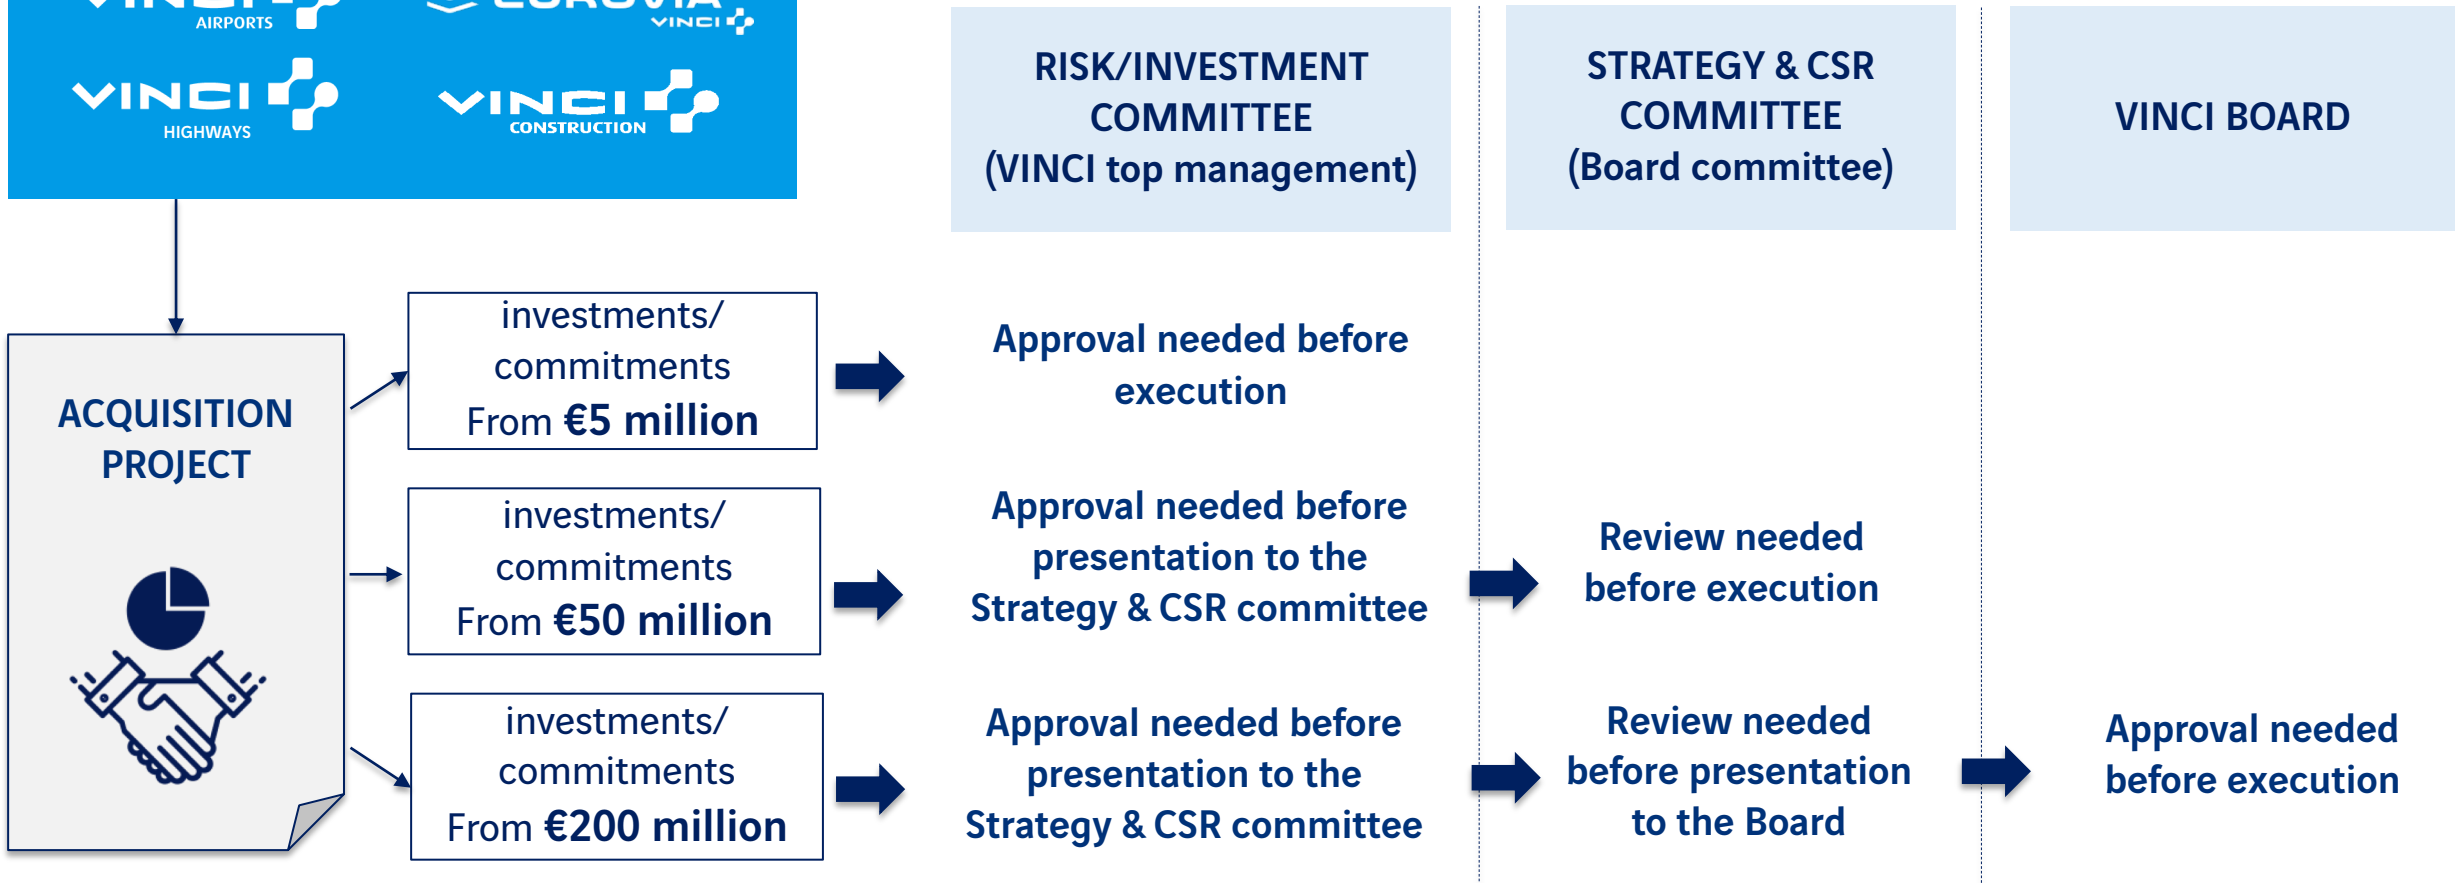 VINCI
AIRPORTS
EUROVIA
VINCI
VINCI
HIGHWAYS
VINCI
CONSTRUCTION
RISK/INVESTMENT
COMMITTEE
(VINCI top management)
STRATEGY & CSR
COMMITTEE
(Board committee)
VINCI BOARD
ACQUISITION
PROJECT
investments/
commitments
From €5 million
Approval needed before
execution
investments/
commitments
From €50 million
Approval needed before
presentation to the
Strategy & CSR committee
Review needed
before execution
investments/
commitments
From €200 million
Approval needed before
presentation to the
Strategy & CSR committee
Review needed
before presentation
to the Board
Approval needed
before execution